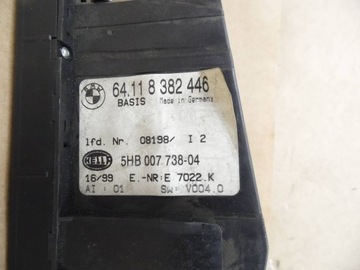 64.11 8 382 446
BASIS Made in Germany
lfd. Nr. 08198/ I 2
HELLA 5HB 007 738-04
16/99 E.-NR:E 7022.K
AI : 01 SW: V004.0